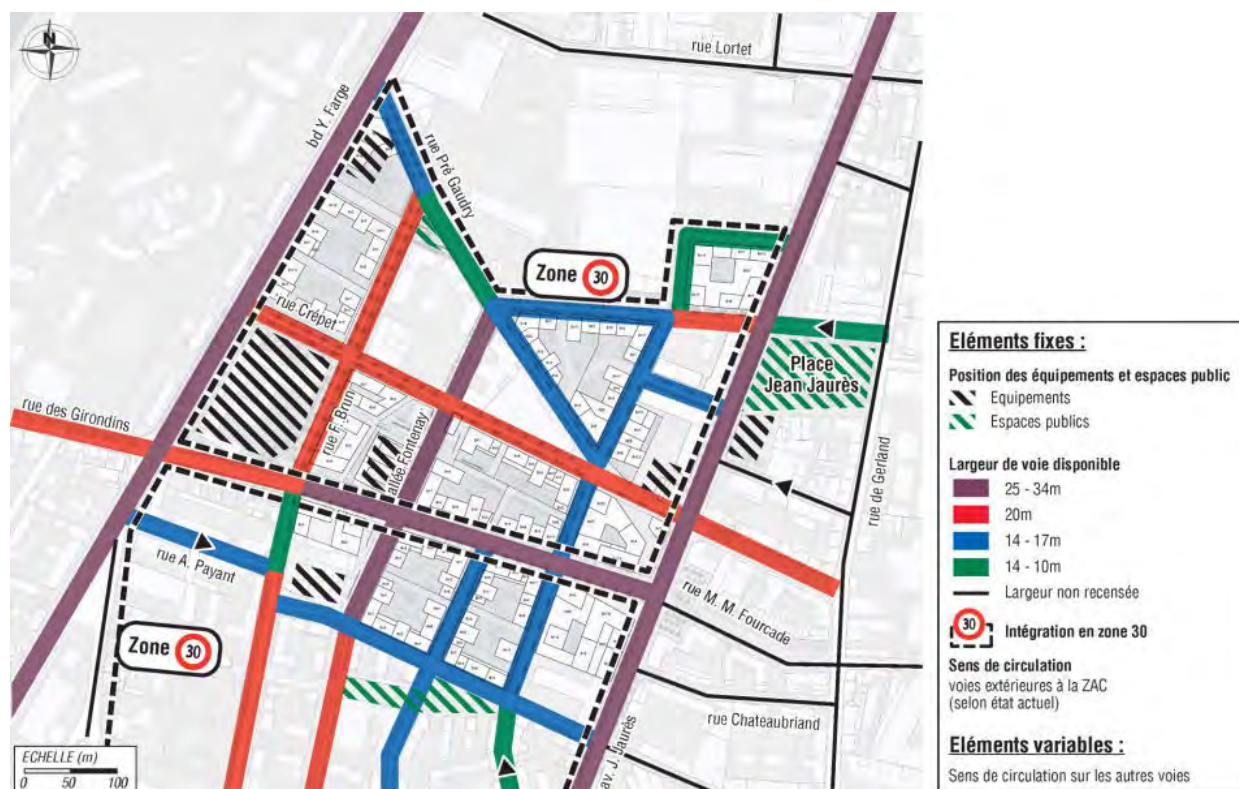 N
rue Lortet
bd Y. Farge
rue Pré Gaudry
Zone 30
rue Crépet
Place
Jean Jaurès
rue des Girondins
rue F. Brun
allée Fontenay
rue de Gerland
rue A. Payant
rue M. M. Fourcade
Zone 30
rue Chateaubriand
av. J. Jaurès
ECHELLE (m)
0 50 100
Eléments fixes :
Position des équipements et espaces public
Equipements
Espaces publics
Largeur de voie disponible
25 - 34m
20m
14 - 17m
14 - 10m
Largeur non recensée
30 Intégration en zone 30
Sens de circulation
voies extérieures à la ZAC
(selon état actuel)
Eléments variables :
Sens de circulation sur les autres voies